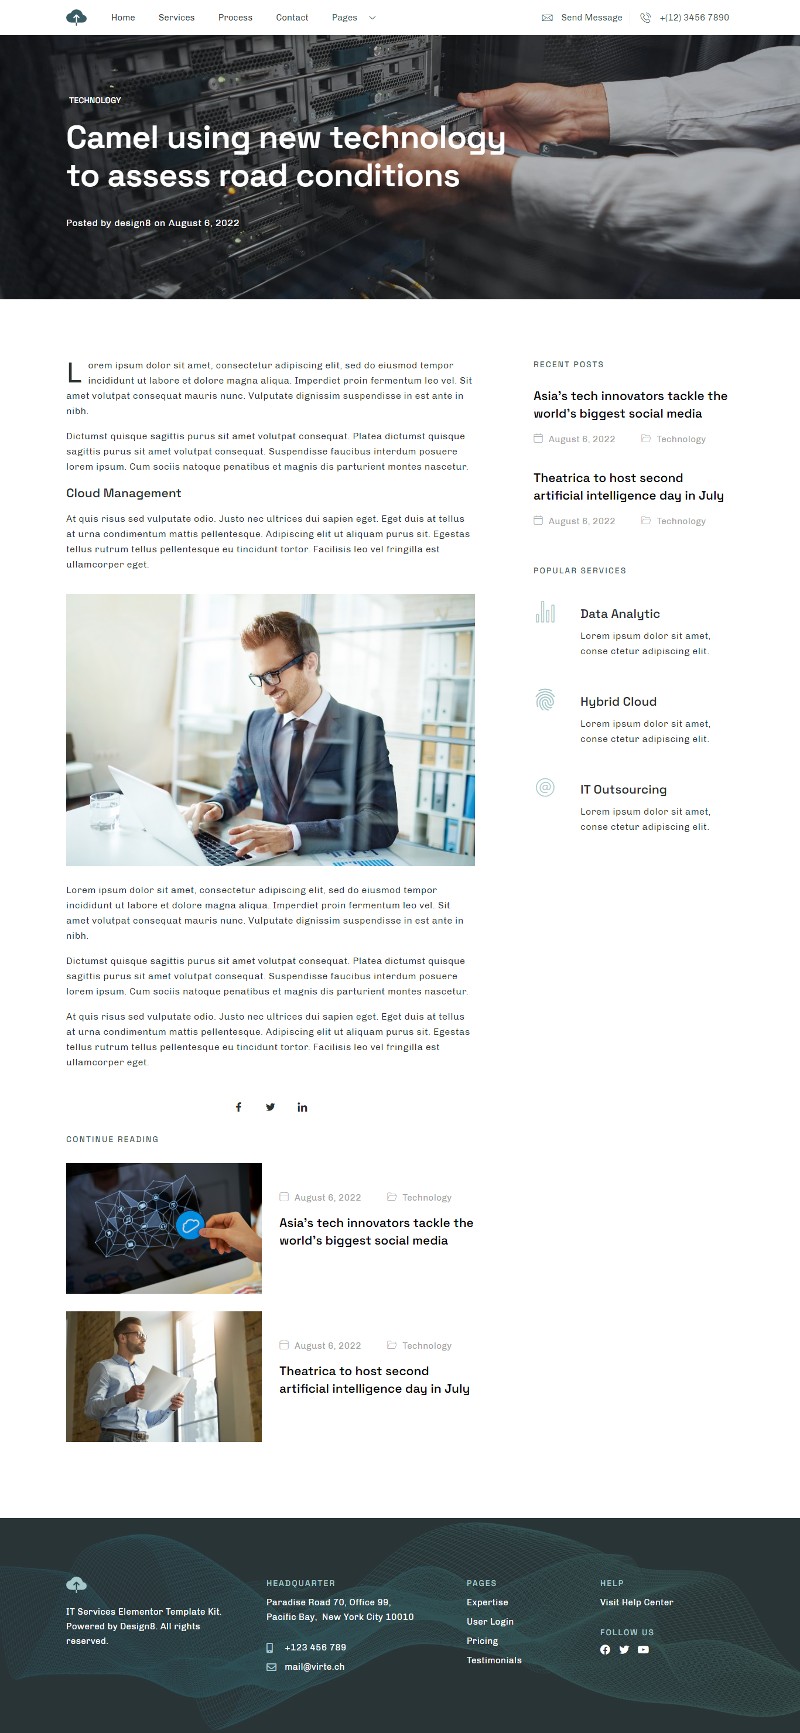 Home Services Process Contact Pages
Send Message +(12) 3456 7890
TECHNOLOGY
Camel using new technology
to assess road conditions
Posted by design8 on August 6, 2022
Lorem ipsum dolor sit amet, consectetur adipiscing elit, sed do eiusmod tempor
incididunt ut labore et dolore magna aliqua. Imperdiet proin fermentum leo vel. Sit
amet volutpat consequat mauris nunc. Vulputate dignissim suspendisse in est ante in
nibh.
Dictumst quisque sagittis purus sit amet volutpat consequat. Platea dictumst quisque
sagittis purus sit amet volutpat consequat. Suspendisse faucibus interdum posuere
lorem ipsum. Cum sociis natoque penatibus et magnis dis parturient montes nascetur.
Cloud Management
At quis risus sed vulputate odio. Justo nec ultrices dui sapien eget. Eget duis at tellus
at urna condimentum mattis pellentesque. Adipiscing elit ut aliquam purus sit. Egestas
tellus rutrum tellus pellentesque eu tincidunt tortor. Facilisis leo vel fringilla est
ullamcorper eget.
Lorem ipsum dolor sit amet, consectetur adipiscing elit, sed do eiusmod tempor
incididunt ut labore et dolore magna aliqua. Imperdiet proin fermentum leo vel. Sit
amet volutpat consequat mauris nunc. Vulputate dignissim suspendisse in est ante in
nibh.
Dictumst quisque sagittis purus sit amet volutpat consequat. Platea dictumst quisque
sagittis purus sit amet volutpat consequat. Suspendisse faucibus interdum posuere
lorem ipsum. Cum sociis natoque penatibus et magnis dis parturient montes nascetur.
At quis risus sed vulputate odio. Justo nec ultrices dui sapien eget. Eget duis at tellus
at urna condimentum mattis pellentesque. Adipiscing elit ut aliquam purus sit. Egestas
tellus rutrum tellus pellentesque eu tincidunt tortor. Facilisis leo vel fringilla est
ullamcorper eget.
CONTINUE READING
August 6, 2022 Technology
Asia's tech innovators tackle the
world's biggest social media
August 6, 2022 Technology
Theatrica to host second
artificial intelligence day in July
RECENT POSTS
Asia's tech innovators tackle the
world's biggest social media
August 6, 2022 Technology
Theatrica to host second
artificial intelligence day in July
August 6, 2022 Technology
POPULAR SERVICES
Data Analytic
Lorem ipsum dolor sit amet,
conse ctetur adipiscing elit.
Hybrid Cloud
Lorem ipsum dolor sit amet,
conse ctetur adipiscing elit.
IT Outsourcing
Lorem ipsum dolor sit amet,
conse ctetur adipiscing elit.
IT Services Elementor Template Kit.
Powered by Design8. All rights
reserved.
HEADQUARTER
Paradise Road 70, Office 99,
Pacific Bay, New York City 10010
+123 456 789
mail@virte.ch
PAGES
Expertise
User Login
Pricing
Testimonials
HELP
Visit Help Center
FOLLOW US